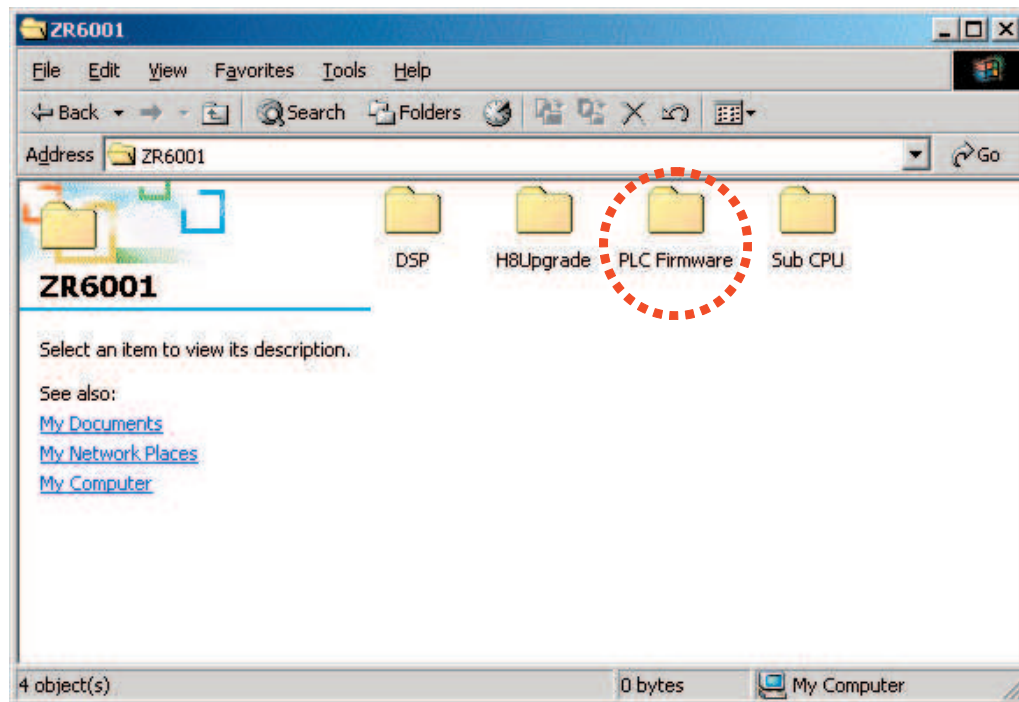 ZR6001
File Edit View Favorites Tools Help
Back Search Folders
Address ZR6001 Go
DSP H8Upgrade PLC Firmware Sub CPU
ZR6001
Select an item to view its description.
See also:
My Documents
My Network Places
My Computer
4 object(s) 0 bytes My Computer